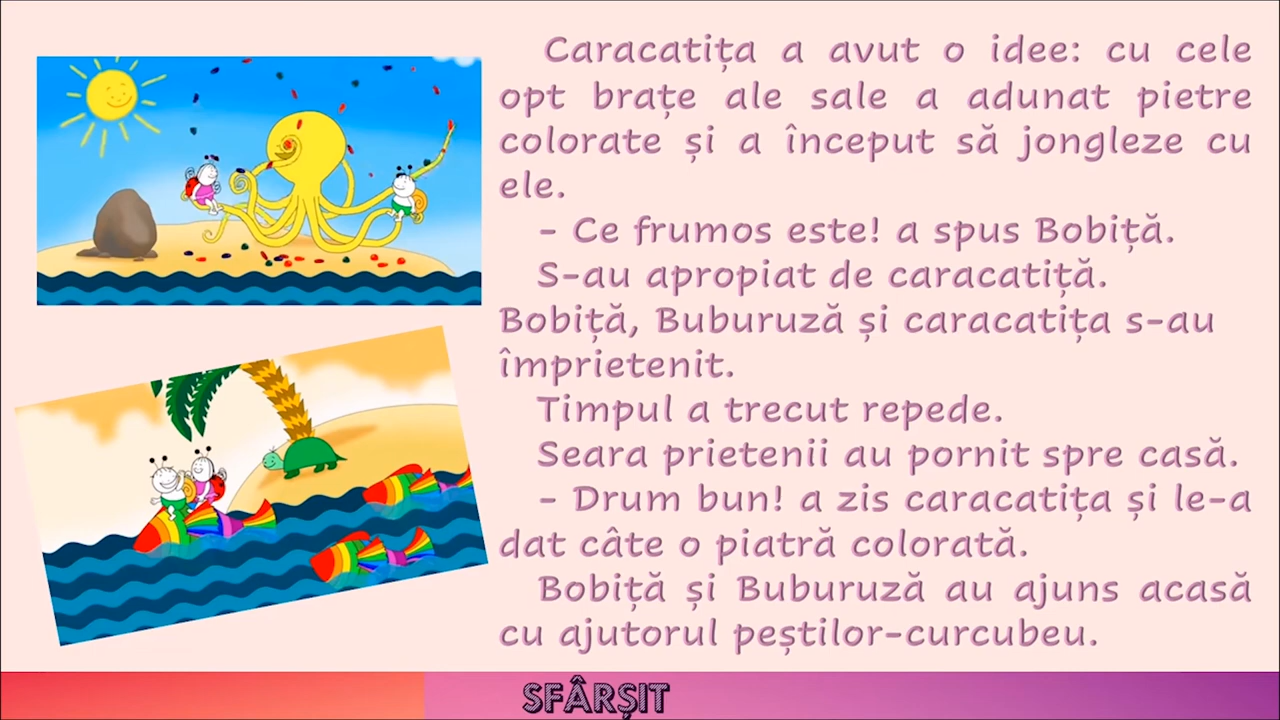 Caracatița a avut o idee: cu cele
opt brațe ale sale a adunat pietre
colorate și a început să jongleze cu
ele.
- Ce frumos este! a spus Bobiță.
S-au apropiat de caracatiță.
Bobiță, Buburuză și caracatița s-au
împrietenit.
Timpul a trecut repede.
Seara prietenii au pornit spre casă.
- Drum bun! a zis caracatița și le-a
dat câte o piatră colorată.
Bobiță și Buburuză au ajuns acasă
cu ajutorul peștilor-curcubeu.
SFÂRȘIT